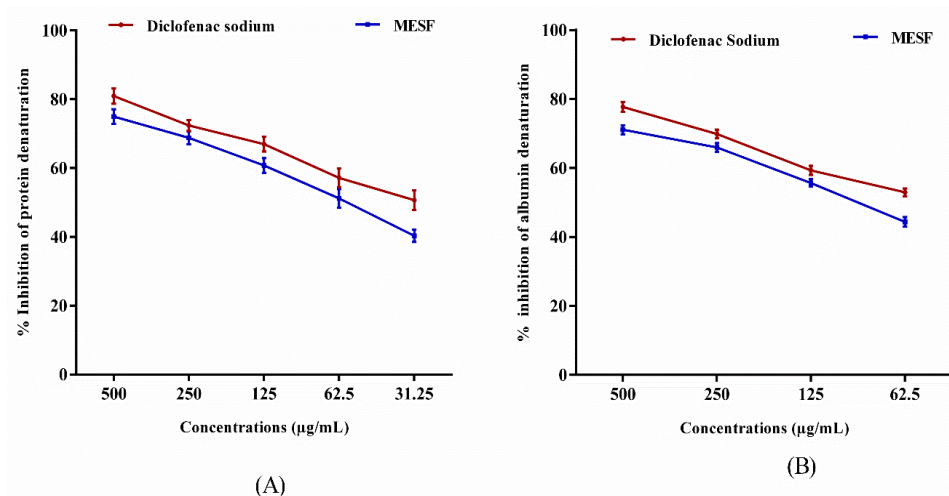 Diclofenac sodium MESF
% Inhibition of protein denaturation
100
80
60
40
20
0
500 250 125 62.5 31.25
Concentrations (µg/mL)
(A)
Diclofenac Sodium MESF
% inhibition of albumin denaturation
100
80
60
40
20
0
500 250 125 62.5
Concentrations (µg/mL)
(B)